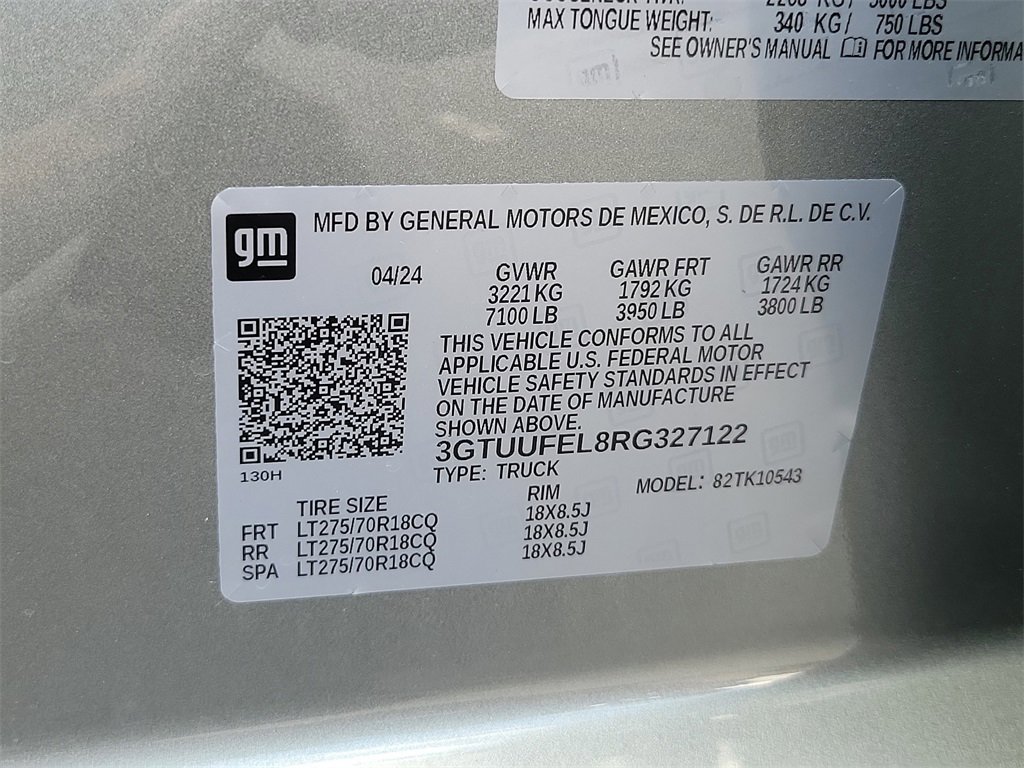 MAX TONGUE WEIGHT: 340 KG/ 750 LBS
SEE OWNER'S MANUAL FOR MORE INFORMA
gm
MFD BY GENERAL MOTORS DE MEXICO, S. DE R.L. DE C.V.
04/24 GVWR GAWR FRT GAWR RR
3221 KG 1792 KG 1724 KG
7100 LB 3950 LB 3800 LB
THIS VEHICLE CONFORMS TO ALL
APPLICABLE U.S. FEDERAL MOTOR
VEHICLE SAFETY STANDARDS IN EFFECT
ON THE DATE OF MANUFACTURE
SHOWN ABOVE.
3GTUUFEL8RG327122
130H
TYPE: TRUCK MODEL: 82TK10543
TIRE SIZE RIM
FRT LT275/70R18CQ 18X8.5J
RR LT275/70R18CQ 18X8.5J
SPA LT275/70R18CQ 18X8.5J